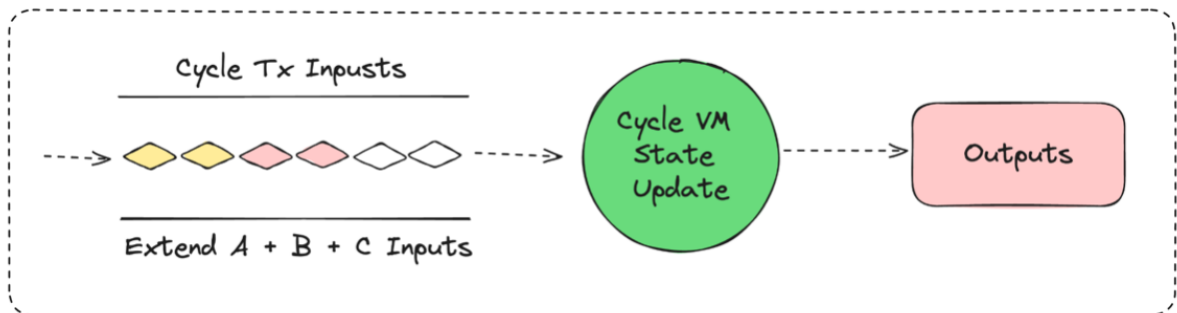 Cycle Tx Inpusts
Extend A + B + C Inputs
Cycle VM
State
Update
Outputs